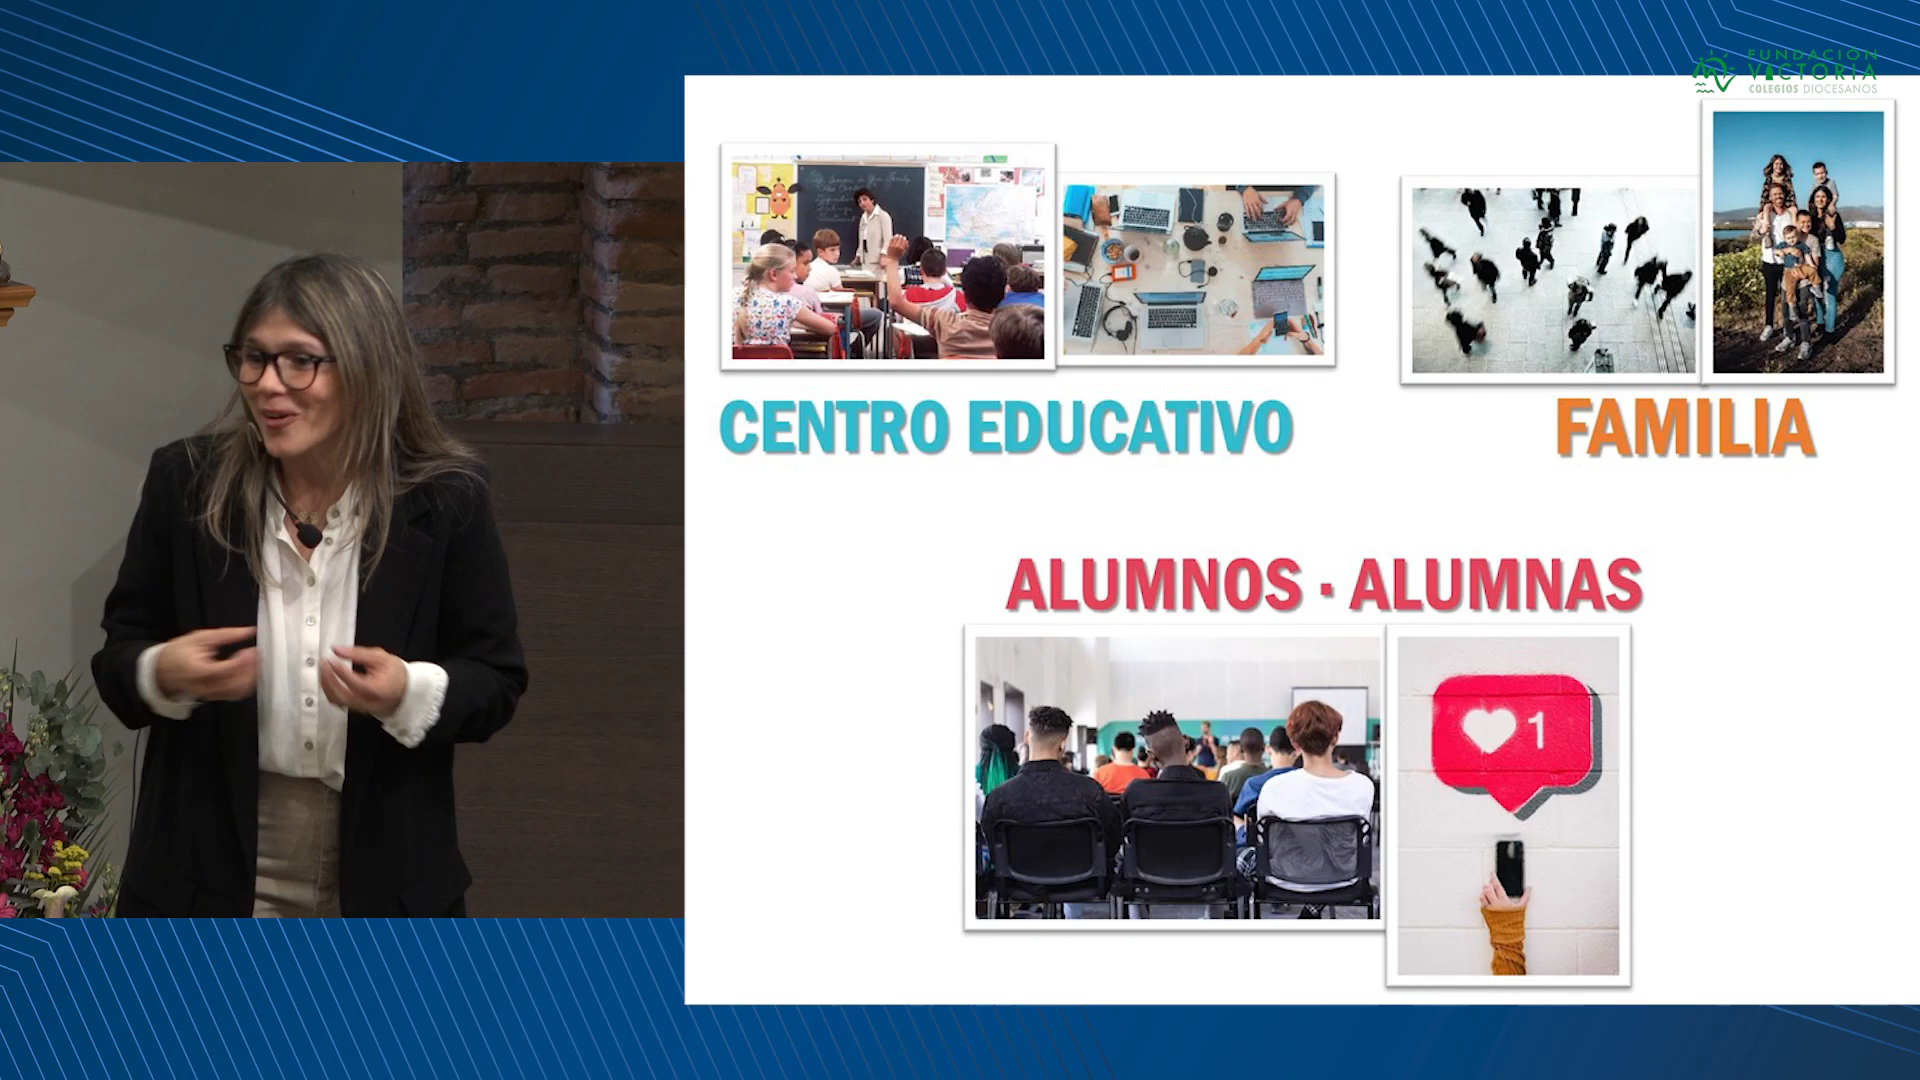 FUNDACIÓN
VICTORIA
COLEGIOS DIOCESANOS
CENTRO EDUCATIVO
FAMILIA
ALUMNOS · ALUMNAS
1